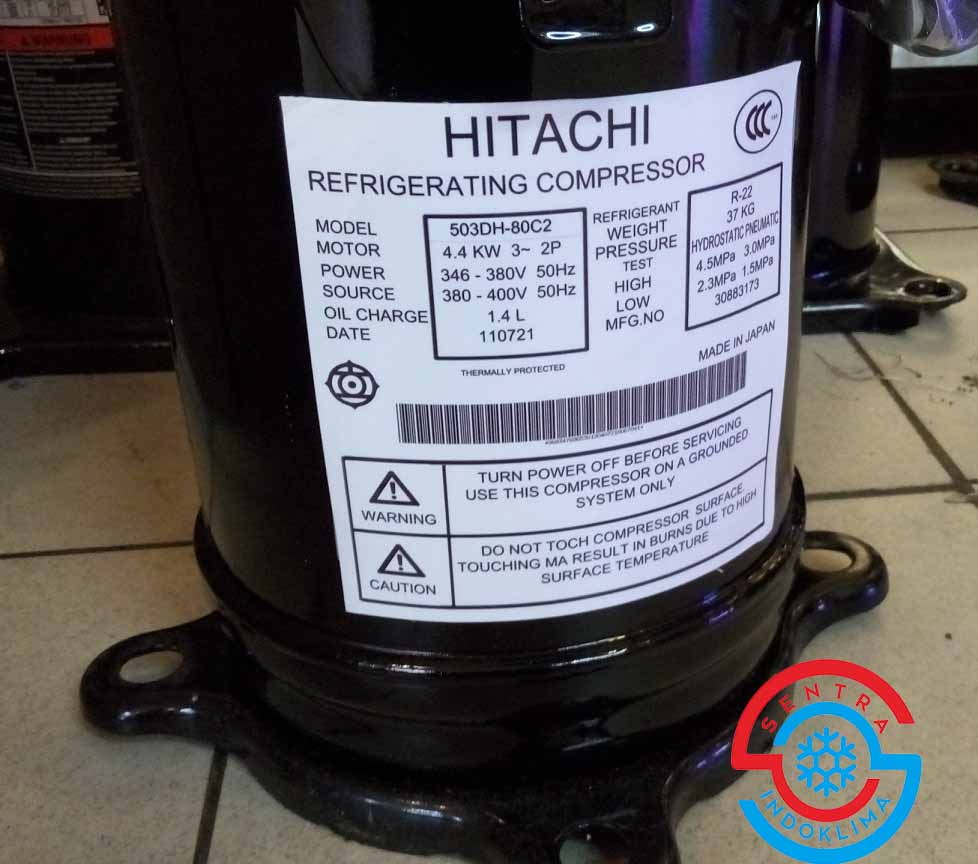 WARNING
HITACHI
REFRIGERATING COMPRESSOR
MODEL 503DH-80C2
MOTOR 4.4 KW 3~ 2P
POWER 346 - 380V 50Hz
SOURCE 380 - 400V 50Hz
OIL CHARGE 1.4 L
DATE 110721
REFRIGERANT R-22
WEIGHT 37 KG
PRESSURE HYDROSTATIC PNEUMATIC
TEST
HIGH 4.5MPa 3.0MPa
LOW 2.3MPa 1.5MPa
MFG.NO 30883173
THERMALLY PROTECTED
MADE IN JAPAN
WARNING
TURN POWER OFF BEFORE SERVICING
USE THIS COMPRESSOR ON A GROUNDED
SYSTEM ONLY
CAUTION
DO NOT TOCH COMPRESSOR SURFACE
TOUCHING MA RESULT IN BURNS DUE TO HIGH
SURFACE TEMPERATURE
SENTRA
INDOKLIMA